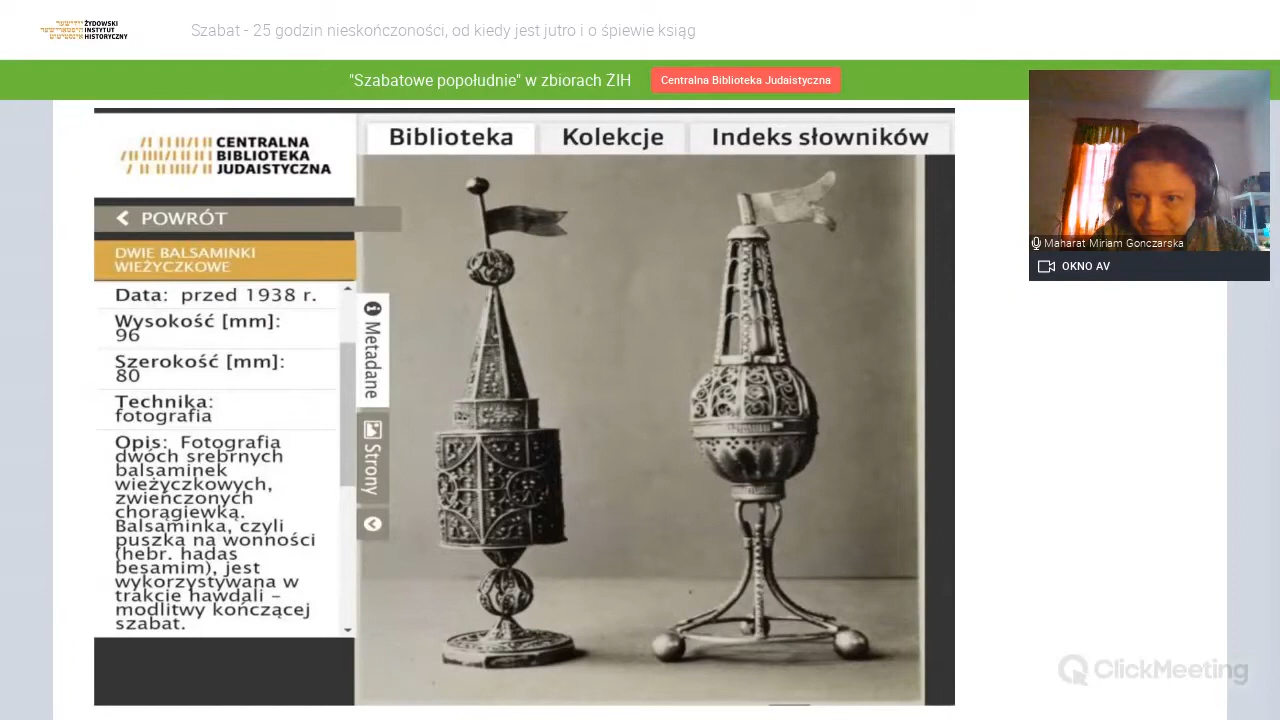 ŻYDOWSKI
INSTYTUT
HISTORYCZNY
Szabat - 25 godzin nieskończoności, od kiedy jest jutro i o śpiewie ksiąg
"Szabatowe popołudnie" w zbiorach ŻIH
Centralna Biblioteka Judaistyczna
CENTRALNA
BIBLIOTEKA
JUDAISTYCZNA
Biblioteka
Kolekcje
Indeks słowników
POWRÓT
DWIE BALSAMINKI
WIEŻYCZKOWE
Data: przed 1938 r.
Wysokość [mm]:
96
Szerokość [mm]:
80
Technika:
fotografia
Opis: Fotografia
dwóch srebrnych
balsaminek
wieżyczkowych,
zwieńczonych
chorągiewką.
Balsaminka, czyli
puszka na wonności
(hebr. hadas
besamim), jest
wykorzystywana w
trakcie hawdali –
modlitwy kończącej
szabat.
Metadane
Strony
Maharat Miriam Gonczarska
OKNO AV
ClickMeeting